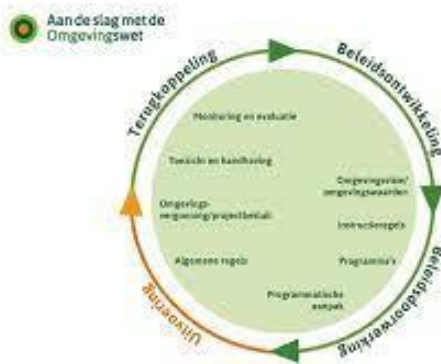 Aan de slag met de
Omgevingswet
Terugkoppeling
Beleidsontwikkeling
Monitoring en evaluatie
Toezicht en handhaving
Omgevingsvisie/
omgevingswaarden
Omgevings-
vergunning/projectbesluit
Instructieregels
Algemene regels
Programma's
Programmatische
aanpak
Uitvoering
Beleidsdoorwerking